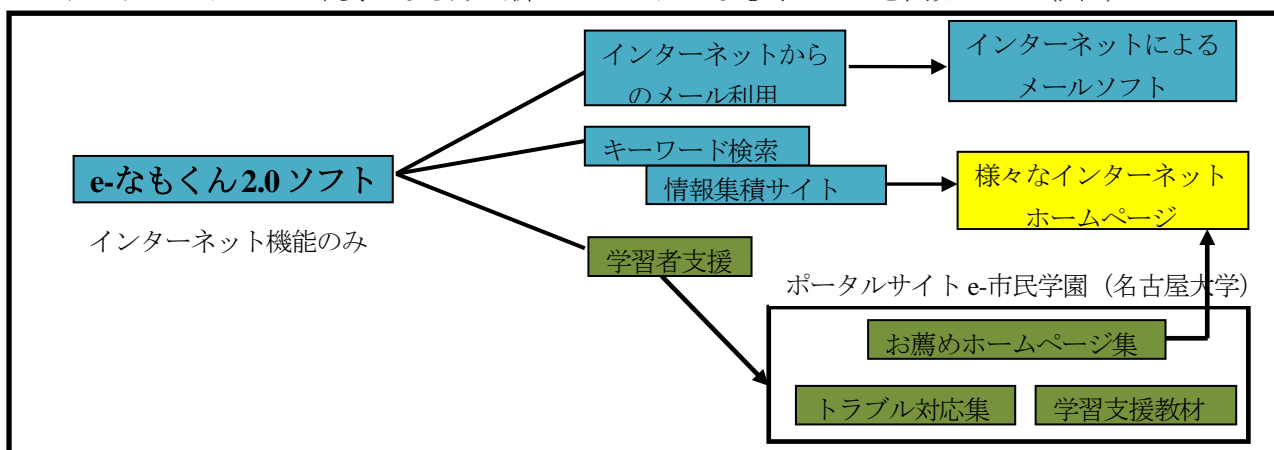 インターネットから
のメール利用
インターネットによる
メールソフト
キーワード検索
情報集積サイト
様々なインターネット
ホームページ
e-なもくん2.0ソフト
インターネット機能のみ
学習者支援
ポータルサイトe-市民学園（名古屋大学）
お薦めホームページ集
トラブル対応集
学習支援教材